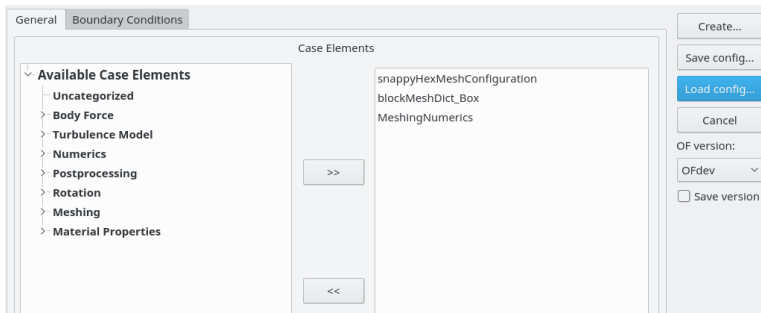 General
Boundary Conditions
Case Elements
Available Case Elements
Uncategorized
Body Force
Turbulence Model
Numerics
Postprocessing
Rotation
Meshing
Material Properties
>>
<<
snappyHexMeshConfiguration
blockMeshDict_Box
MeshingNumerics
Create...
Save config...
Load config...
Cancel
OF version:
OFdev
Save version